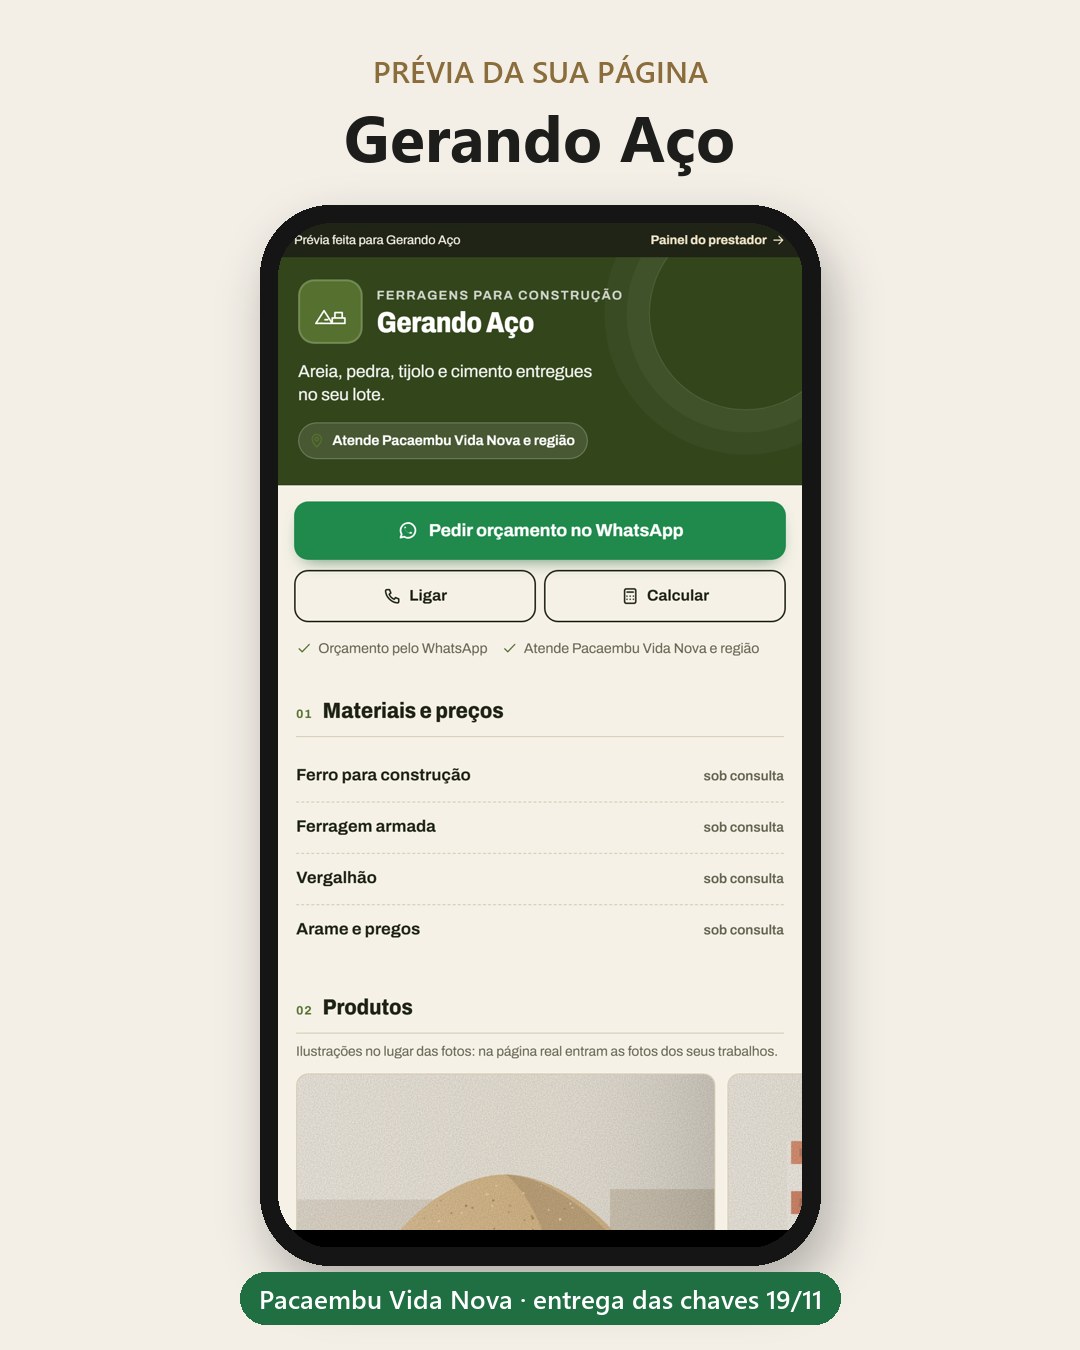 PRÉVIA DA SUA PÁGINA
Gerando Aço
Prévia feita para Gerando Aço
Painel do prestador →
FERRAGENS PARA CONSTRUÇÃO
Gerando Aço
Areia, pedra, tijolo e cimento entregues
no seu lote.
Atende Pacaembu Vida Nova e região
Pedir orçamento no WhatsApp
Ligar
Calcular
Orçamento pelo WhatsApp
Atende Pacaembu Vida Nova e região
01 Materiais e preços
Ferro para construção sob consulta
Ferragem armada sob consulta
Vergalhão sob consulta
Arame e pregos sob consulta
02 Produtos
Ilustrações no lugar das fotos: na página real entram as fotos dos seus trabalhos.
Pacaembu Vida Nova · entrega das chaves 19/11